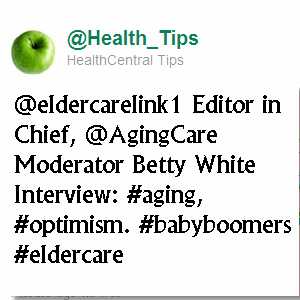 @Health_Tips
HealthCentral Tips
@eldercarelink1 Editor in
Chief, @AgingCare
Moderator Betty White
Interview: #aging,
#optimism. #babyboomers
#eldercare